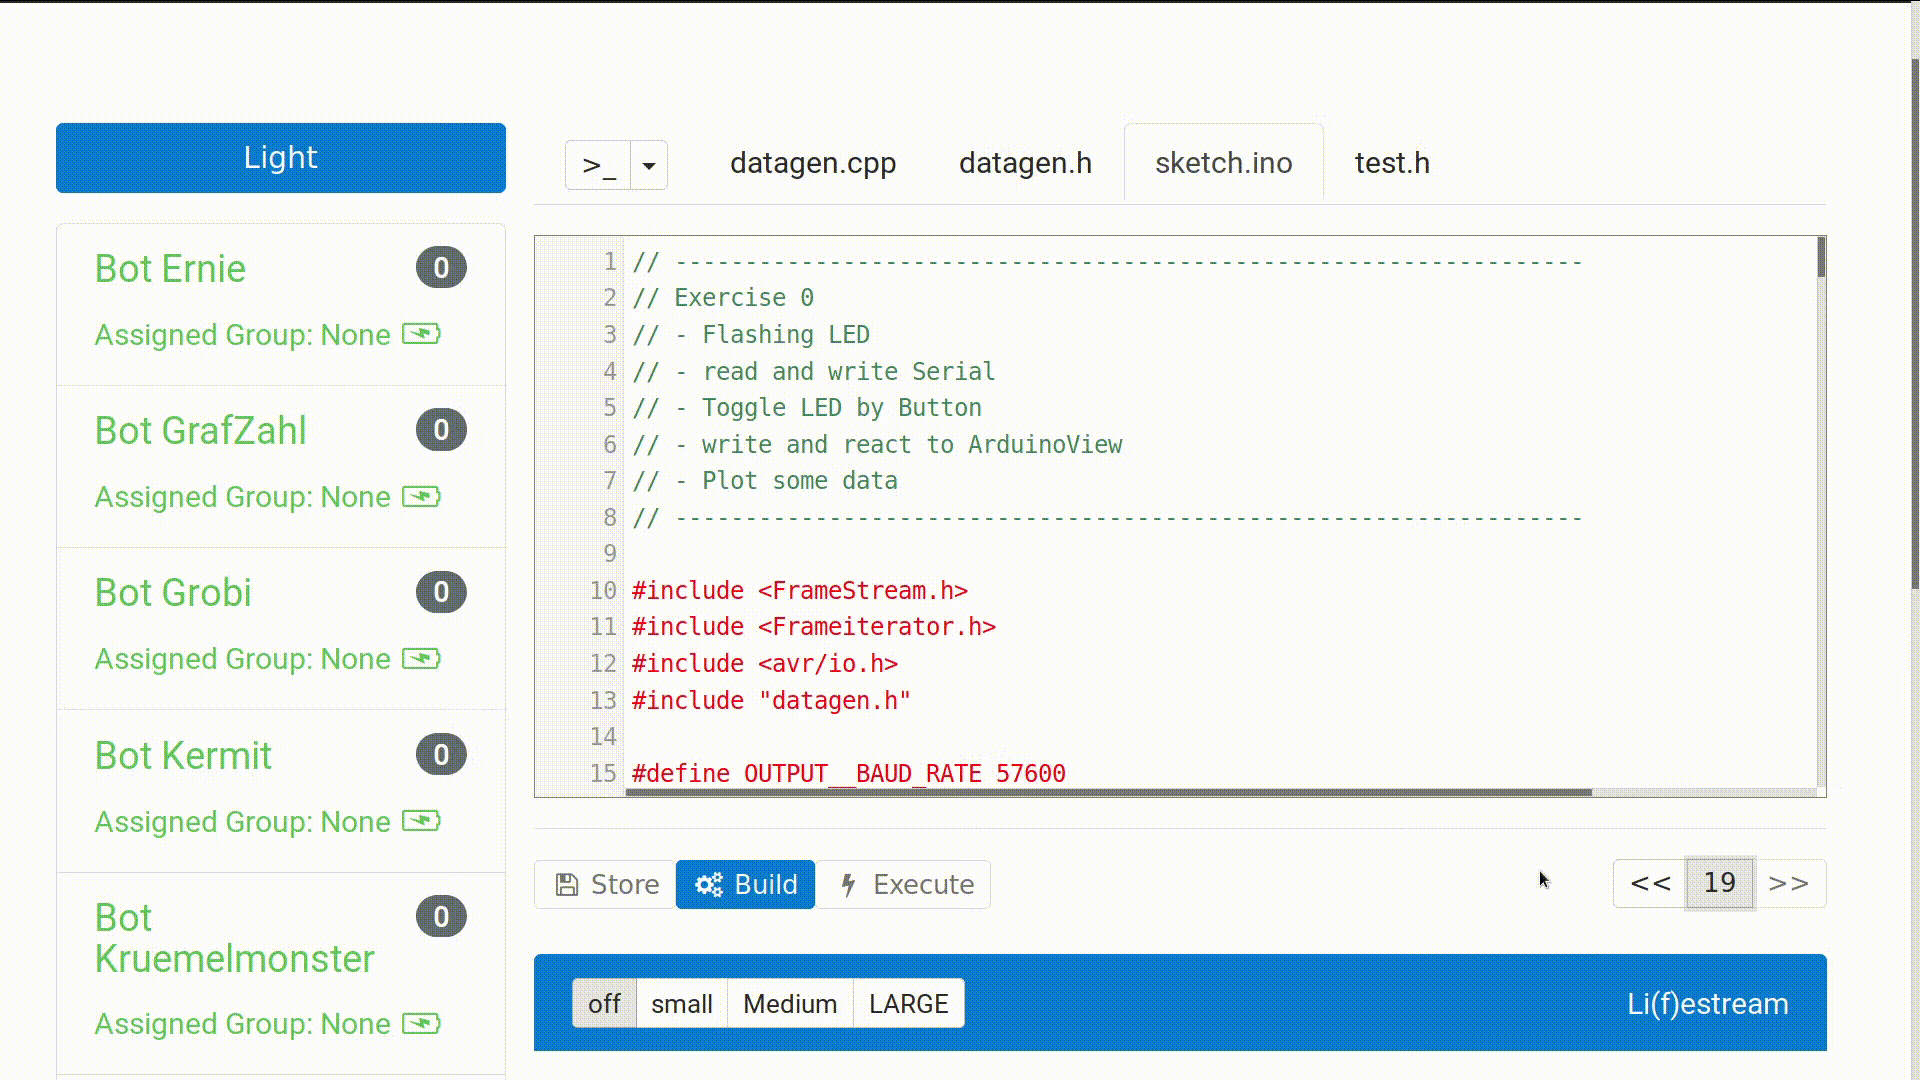 Light
Bot Ernie 0
Assigned Group: None
Bot GrafZahl 0
Assigned Group: None
Bot Grobi 0
Assigned Group: None
Bot Kermit 0
Assigned Group: None
Bot 0
Kruemelmonster
Assigned Group: None
>_ datagen.cpp datagen.h sketch.ino test.h
1 // -----------------------------------------------------------------
2 // Exercise 0
3 // - Flashing LED
4 // - read and write Serial
5 // - Toggle LED by Button
6 // - write and react to ArduinoView
7 // - Plot some data
8 // -----------------------------------------------------------------
9
10 #include <FrameStream.h>
11 #include <Frameiterator.h>
12 #include <avr/io.h>
13 #include "datagen.h"
14
15 #define OUTPUT__BAUD_RATE 57600
Store Build Execute << 19 >>
off small Medium LARGE Li(f)estream